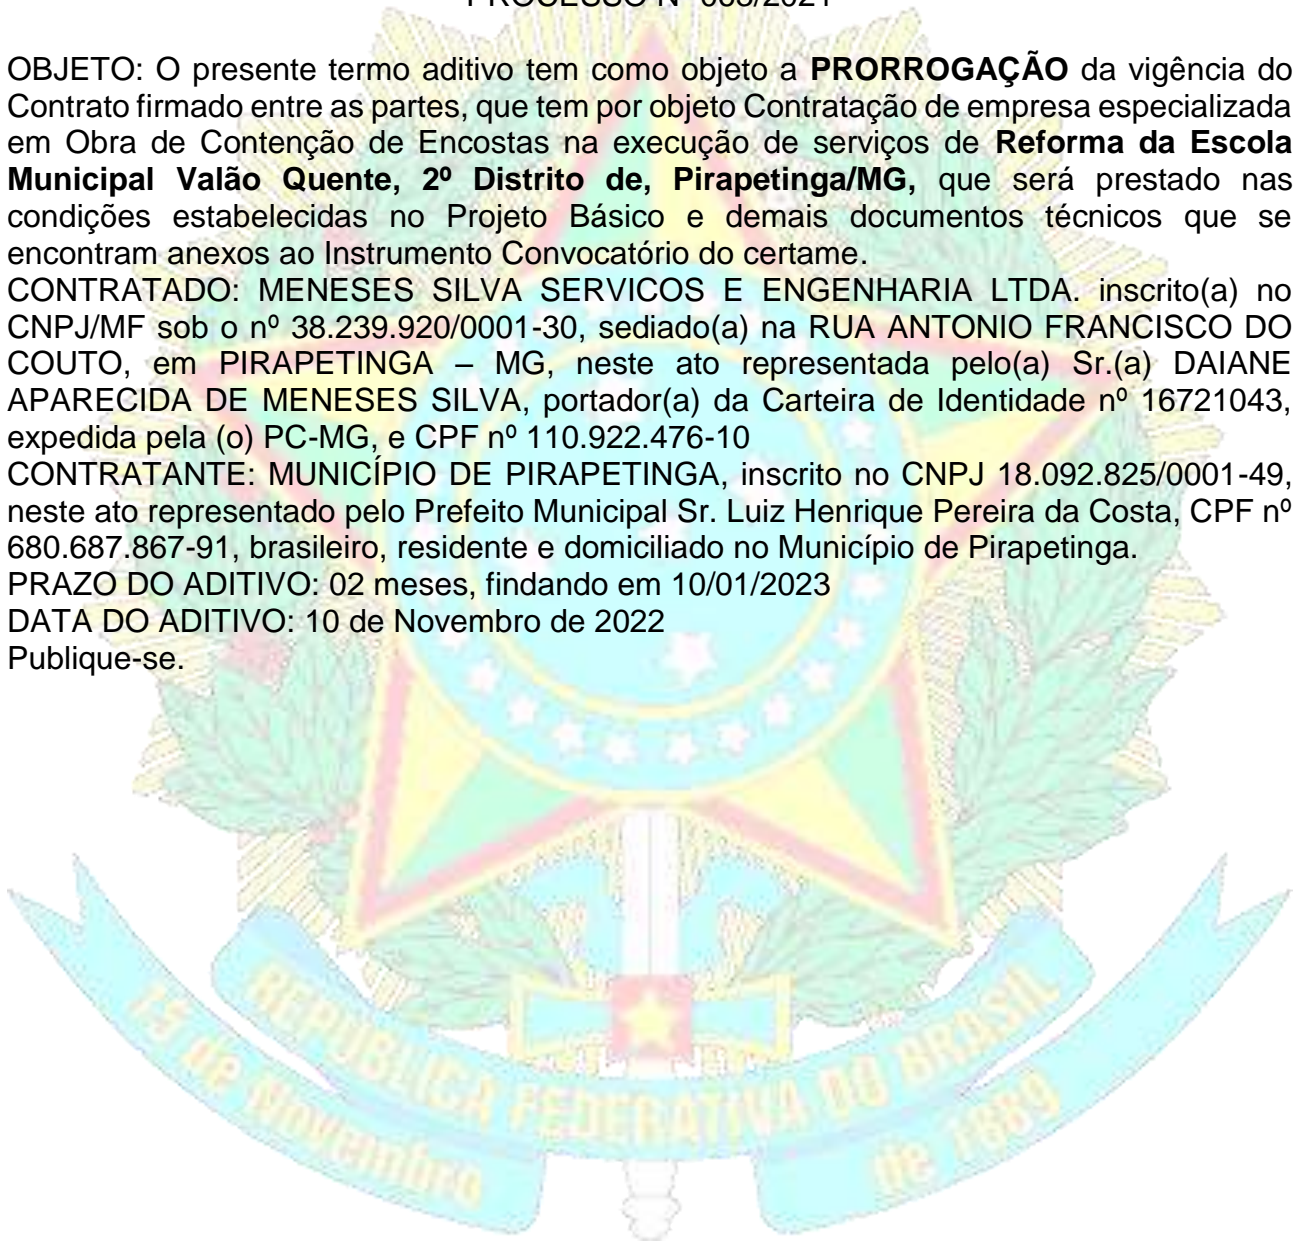 OBJETO: O presente termo aditivo tem como objeto a PRORROGAÇÃO da vigência do
Contrato firmado entre as partes, que tem por objeto Contratação de empresa especializada
em Obra de Contenção de Encostas na execução de serviços de Reforma da Escola
Municipal Valão Quente, 2º Distrito de, Pirapetinga/MG, que será prestado nas
condições estabelecidas no Projeto Básico e demais documentos técnicos que se
encontram anexos ao Instrumento Convocatório do certame.
CONTRATADO: MENESES SILVA SERVICOS E ENGENHARIA LTDA. inscrito(a) no
CNPJ/MF sob o nº 38.239.920/0001-30, sediado(a) na RUA ANTONIO FRANCISCO DO
COUTO, em PIRAPETINGA – MG, neste ato representada pelo(a) Sr.(a) DAIANE
APARECIDA DE MENESES SILVA, portador(a) da Carteira de Identidade nº 16721043,
expedida pela (o) PC-MG, e CPF nº 110.922.476-10
CONTRATANTE: MUNICÍPIO DE PIRAPETINGA, inscrito no CNPJ 18.092.825/0001-49,
neste ato representado pelo Prefeito Municipal Sr. Luiz Henrique Pereira da Costa, CPF nº
680.687.867-91, brasileiro, residente e domiciliado no Município de Pirapetinga.
PRAZO DO ADITIVO: 02 meses, findando em 10/01/2023
DATA DO ADITIVO: 10 de Novembro de 2022
Publique-se.
REPÚBLICA FEDERATIVA DO BRASIL
15 de Novembro de 1889